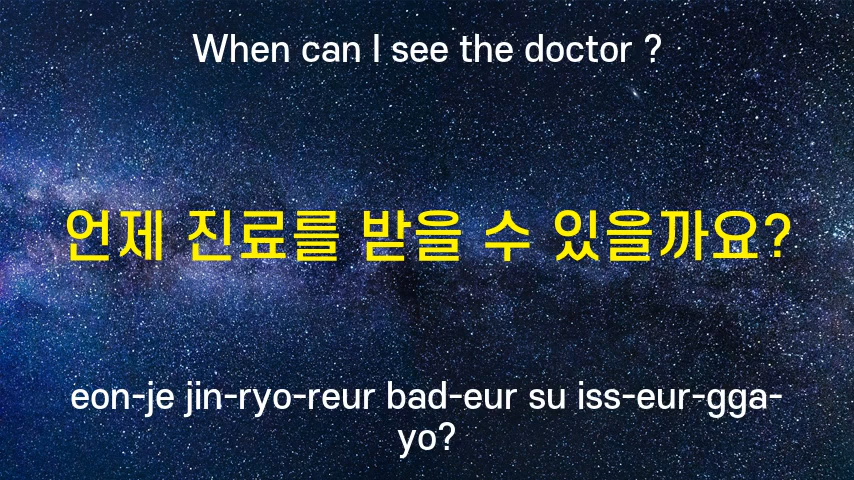 When can I see the doctor ?
언제 진료를 받을 수 있을까요?
eon-je jin-ryo-reur bad-eur su iss-eur-gga-
yo?